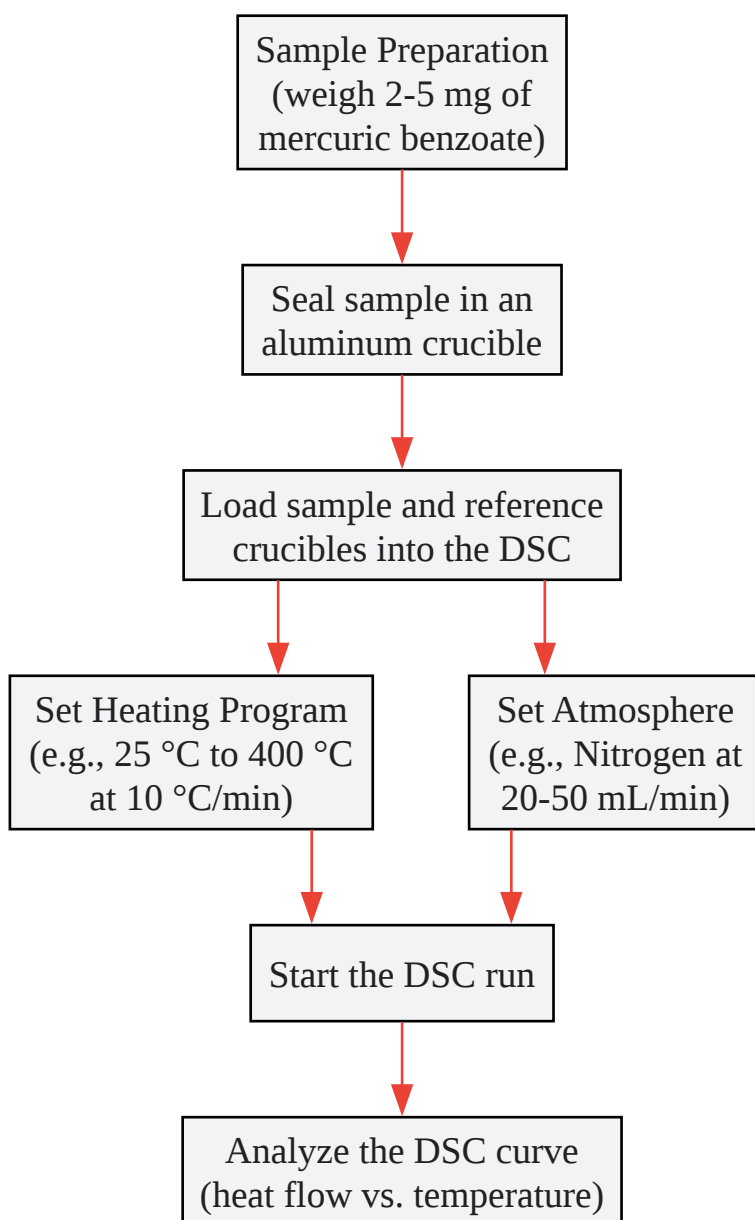 Sample Preparation
(weigh 2-5 mg of
mercuric benzoate)
Seal sample in an
aluminum crucible
Load sample and reference
crucibles into the DSC
Set Heating Program
(e.g., 25 °C to 400 °C
at 10 °C/min)
Set Atmosphere
(e.g., Nitrogen at
20-50 mL/min)
Start the DSC run
Analyze the DSC curve
(heat flow vs. temperature)